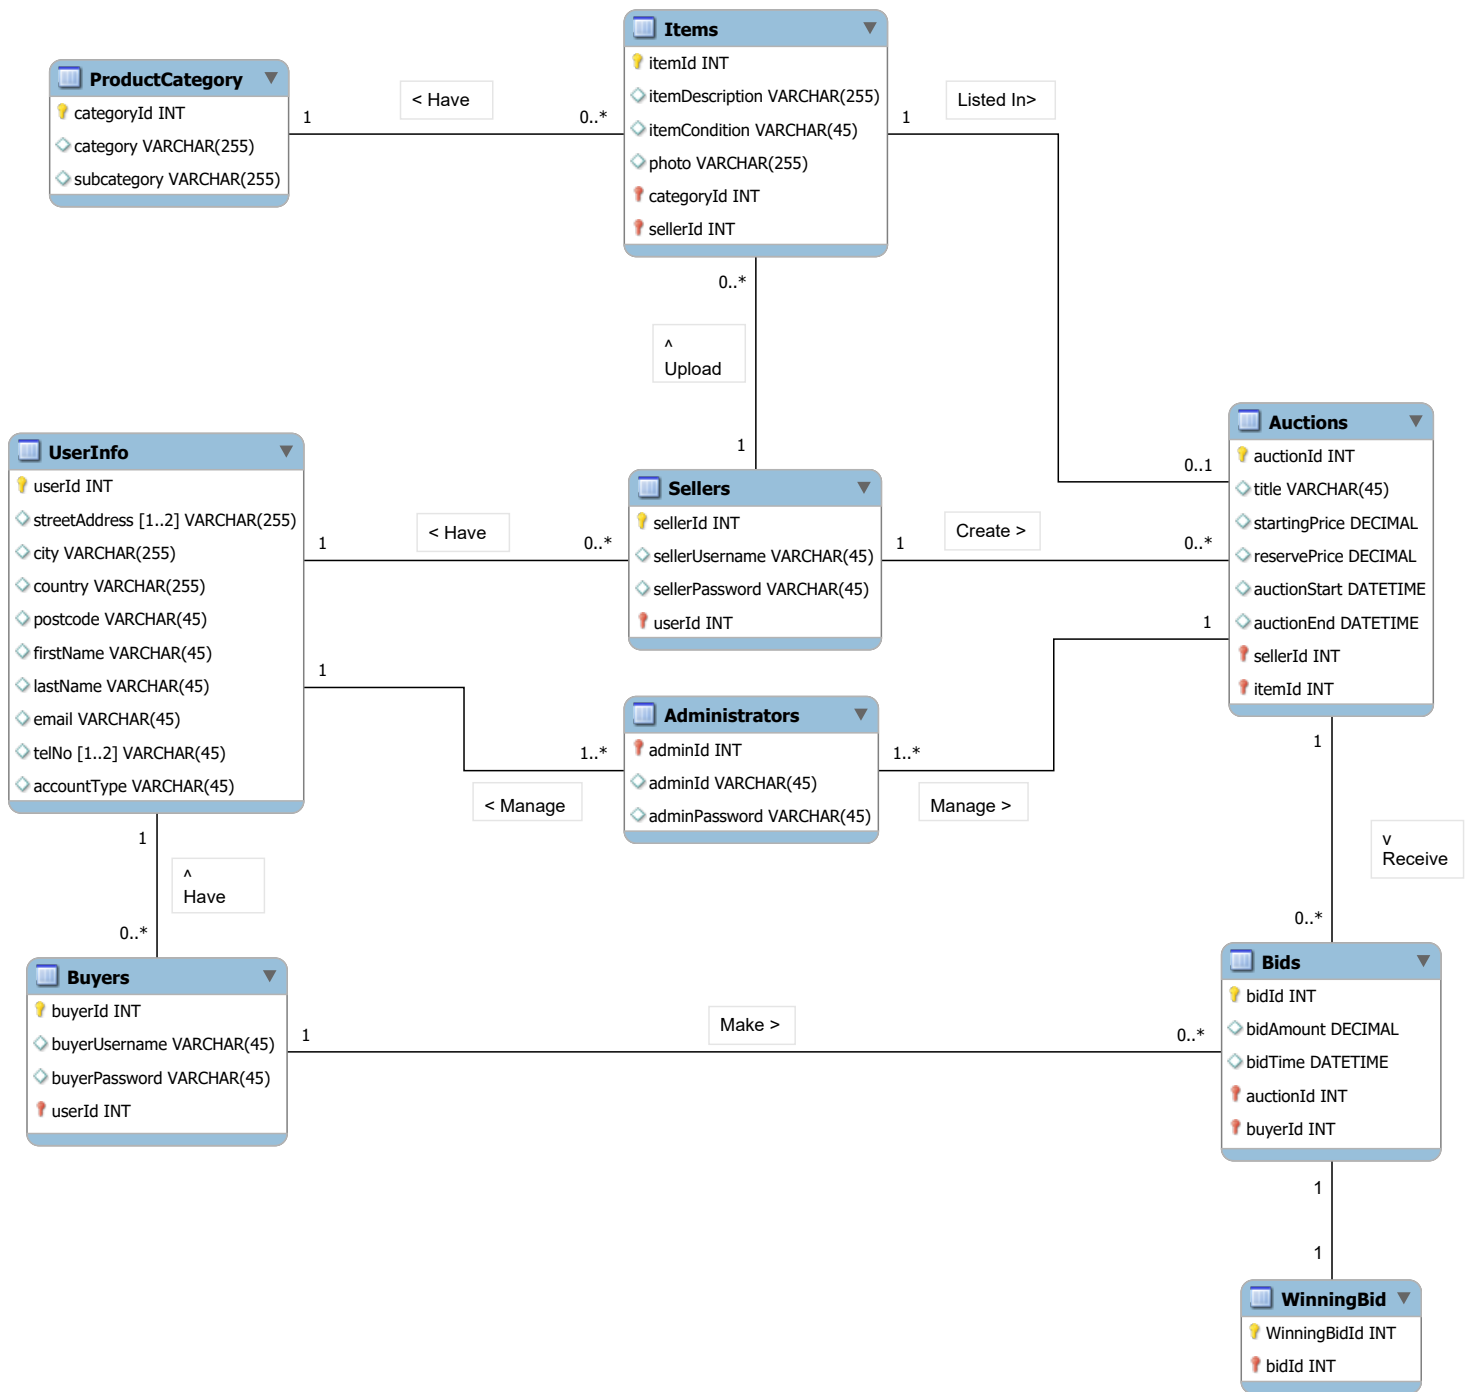 Items
itemId INT
itemDescription VARCHAR(255)
itemCondition VARCHAR(45)
photo VARCHAR(255)
categoryId INT
sellerId INT
ProductCategory
categoryId INT
category VARCHAR(255)
subcategory VARCHAR(255)
1
< Have
0..*
1
Listed In>
0..*
^
Upload
1
0..1
Auctions
auctionId INT
title VARCHAR(45)
startingPrice DECIMAL
reservePrice DECIMAL
auctionStart DATETIME
auctionEnd DATETIME
sellerId INT
itemId INT
UserInfo
userId INT
streetAddress [1..2] VARCHAR(255)
city VARCHAR(255)
country VARCHAR(255)
postcode VARCHAR(45)
firstName VARCHAR(45)
lastName VARCHAR(45)
email VARCHAR(45)
telNo [1..2] VARCHAR(45)
accountType VARCHAR(45)
1
< Have
0..*
Sellers
sellerId INT
sellerUsername VARCHAR(45)
sellerPassword VARCHAR(45)
userId INT
1
Create >
0..*
1
1..*
< Manage
Administrators
adminId INT
adminId VARCHAR(45)
adminPassword VARCHAR(45)
1..*
Manage >
1
1
^
Have
0..*
1
v
Receive
0..*
Buyers
buyerId INT
buyerUsername VARCHAR(45)
buyerPassword VARCHAR(45)
userId INT
1
Make >
0..*
Bids
bidId INT
bidAmount DECIMAL
bidTime DATETIME
auctionId INT
buyerId INT
1
1
WinningBid
WinningBidId INT
bidId INT